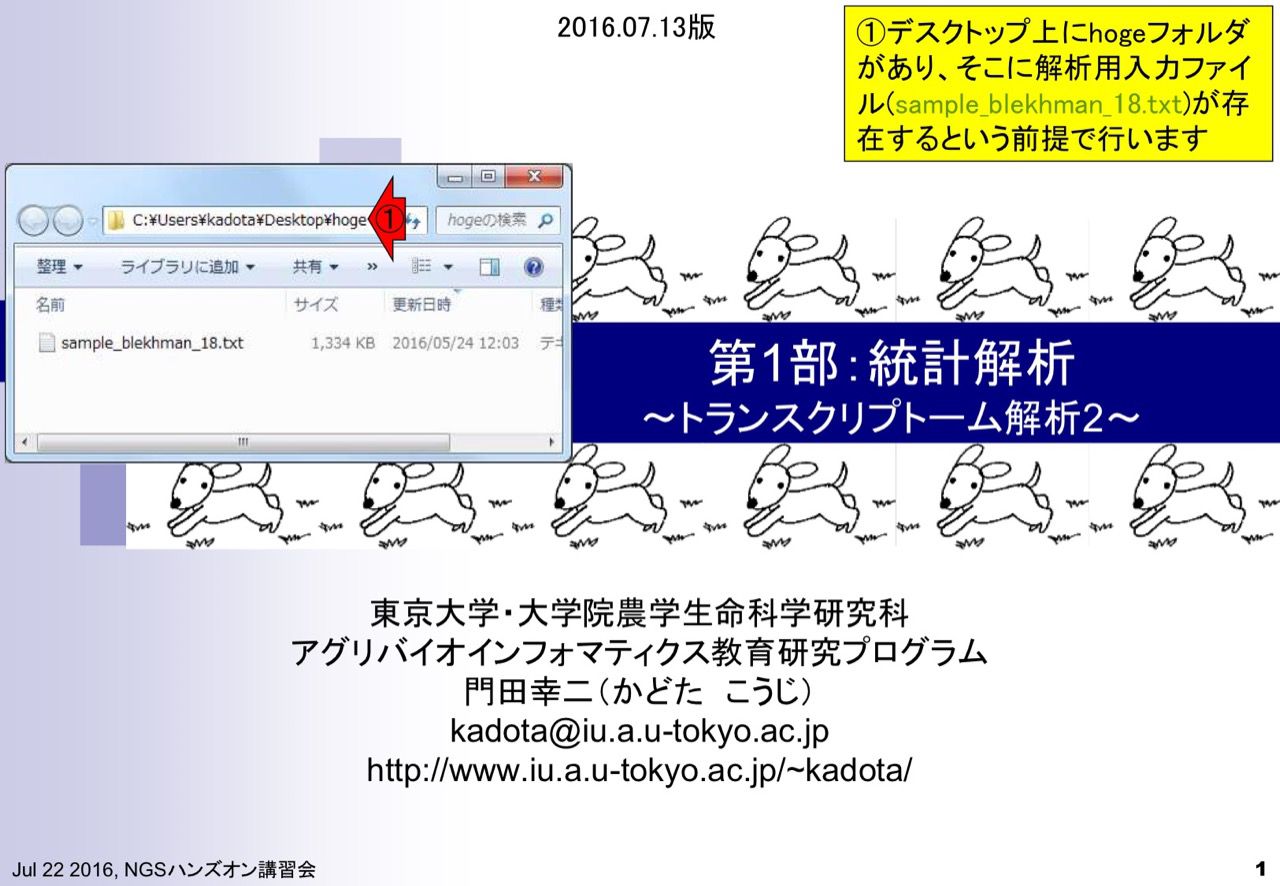 2016.07.13版
①デスクトップ上にhogeフォルダ
があり、そこに解析用入力ファイ
ル(sample_blekhman_18.txt)が存
在するという前提で行います
C:¥Users¥kadota¥Desktop¥hoge
①
hogeの検索
整理 ライブラリに追加 共有 »
名前 サイズ 更新日時 種類
sample_blekhman_18.txt 1,334 KB 2016/05/24 12:03 テキ
第1部：統計解析
～トランスクリプトーム解析2～
東京大学・大学院農学生命科学研究科
アグリバイオインフォマティクス教育研究プログラム
門田幸二（かどた　こうじ）
kadota@iu.a.u-tokyo.ac.jp
http://www.iu.a.u-tokyo.ac.jp/~kadota/
Jul 22 2016, NGSハンズオン講習会
1